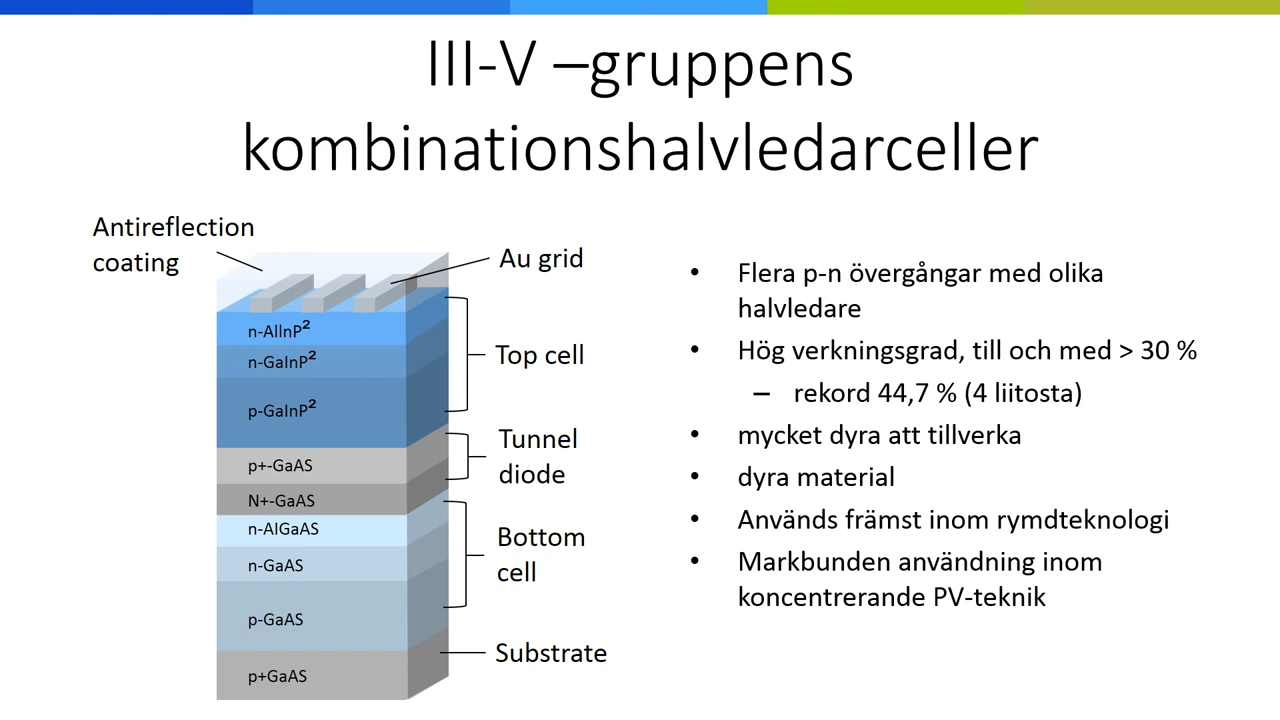 III-V –gruppens
kombinationshalvledarceller
Antireflection
coating
Au grid
n-AlInP²
n-GaInP²
p-GaInP²
p+-GaAS
N+-GaAS
n-AlGaAS
n-GaAS
p-GaAS
p+GaAS
Top cell
Tunnel
diode
Bottom
cell
Substrate
• Flera p-n övergångar med olika
halvledare
• Hög verkningsgrad, till och med > 30 %
– rekord 44,7 % (4 liitosta)
• mycket dyra att tillverka
• dyra material
• Används främst inom rymdteknologi
• Markbunden användning inom
koncentrerande PV-teknik